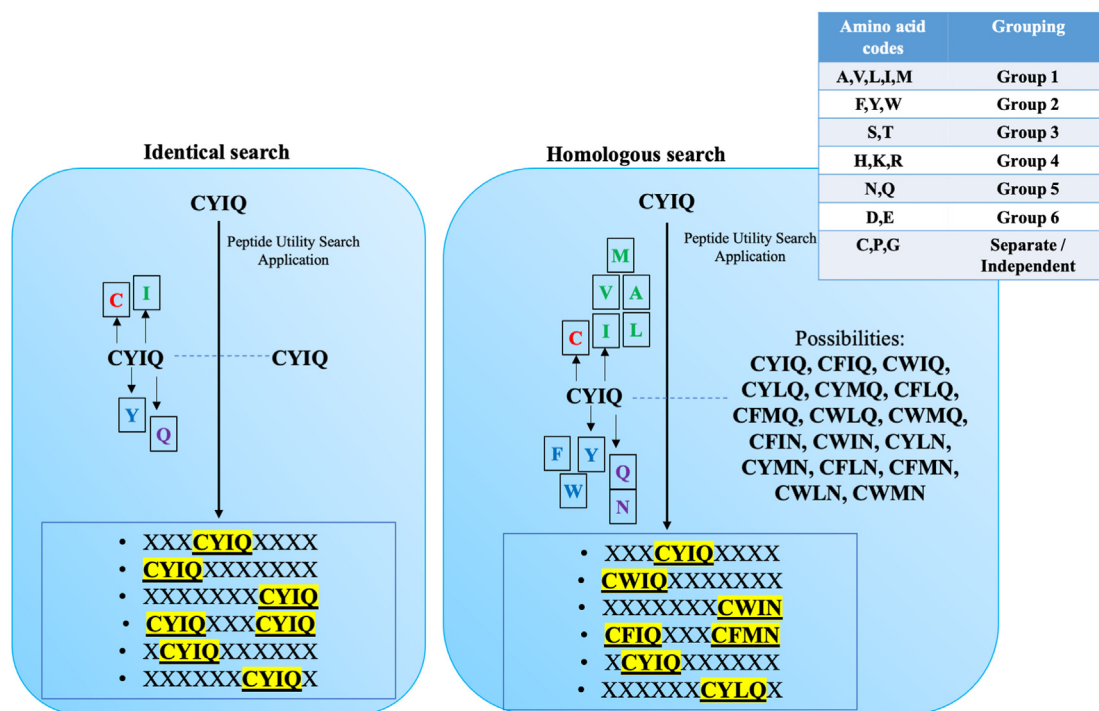 Amino acid codes
Grouping
A,V,L,I,M
Group 1
F,Y,W
Group 2
S,T
Group 3
H,K,R
Group 4
N,Q
Group 5
D,E
Group 6
C,P,G
Separate / Independent
Identical search
CYIQ
Peptide Utility Search
Application
C
I
CYIQ
CYIQ
Y
Q
• XXXCYIQXXXX
• CYIQXXXXXXX
• XXXXXXXCYIQ
• CYIQXXXCYIQ
• XCYIQXXXXXX
• XXXXXXCYIQX
Homologous search
CYIQ
Peptide Utility Search
Application
M
V A
C I L
CYIQ
F Y
W
Q
N
Possibilities:
CYIQ, CFIQ, CWIQ,
CYLQ, CYMQ, CFLQ,
CFMQ, CWLQ, CWMQ,
CFIN, CWIN, CYLN,
CYMN, CFLN, CFMN,
CWLN, CWMN
• XXXCYIQXXXX
• CWIQXXXXXXX
• XXXXXXXCWIN
• CFIQXXXCFMN
• XCYIQXXXXXX
• XXXXXXCYLQX